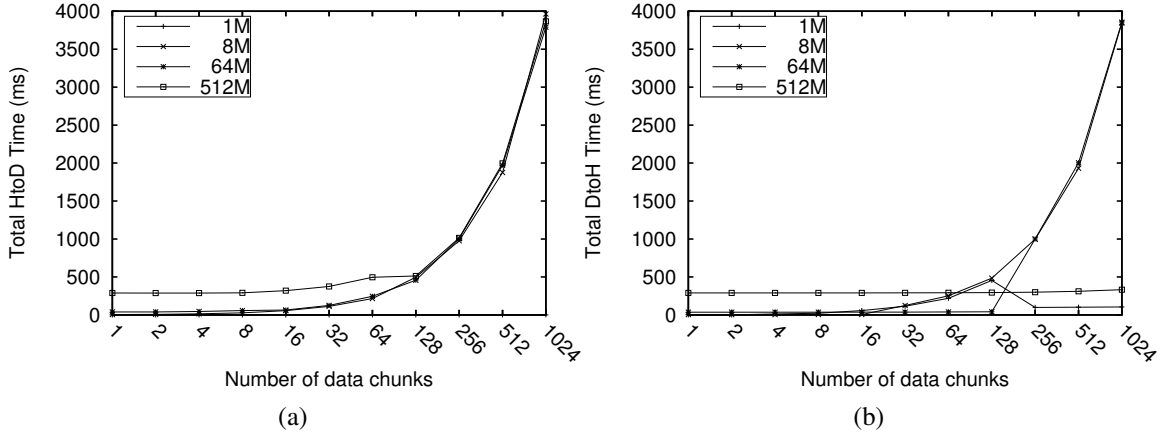 Total HtoD Time (ms)
4000
3500
3000
2500
2000
1500
1000
500
0
1M
8M
64M
512M
1 2 4 8 16 32 64 128 256 512 1024
Number of data chunks
(a)
Total DtoH Time (ms)
4000
3500
3000
2500
2000
1500
1000
500
0
1M
8M
64M
512M
1 2 4 8 16 32 64 128 256 512 1024
Number of data chunks
(b)